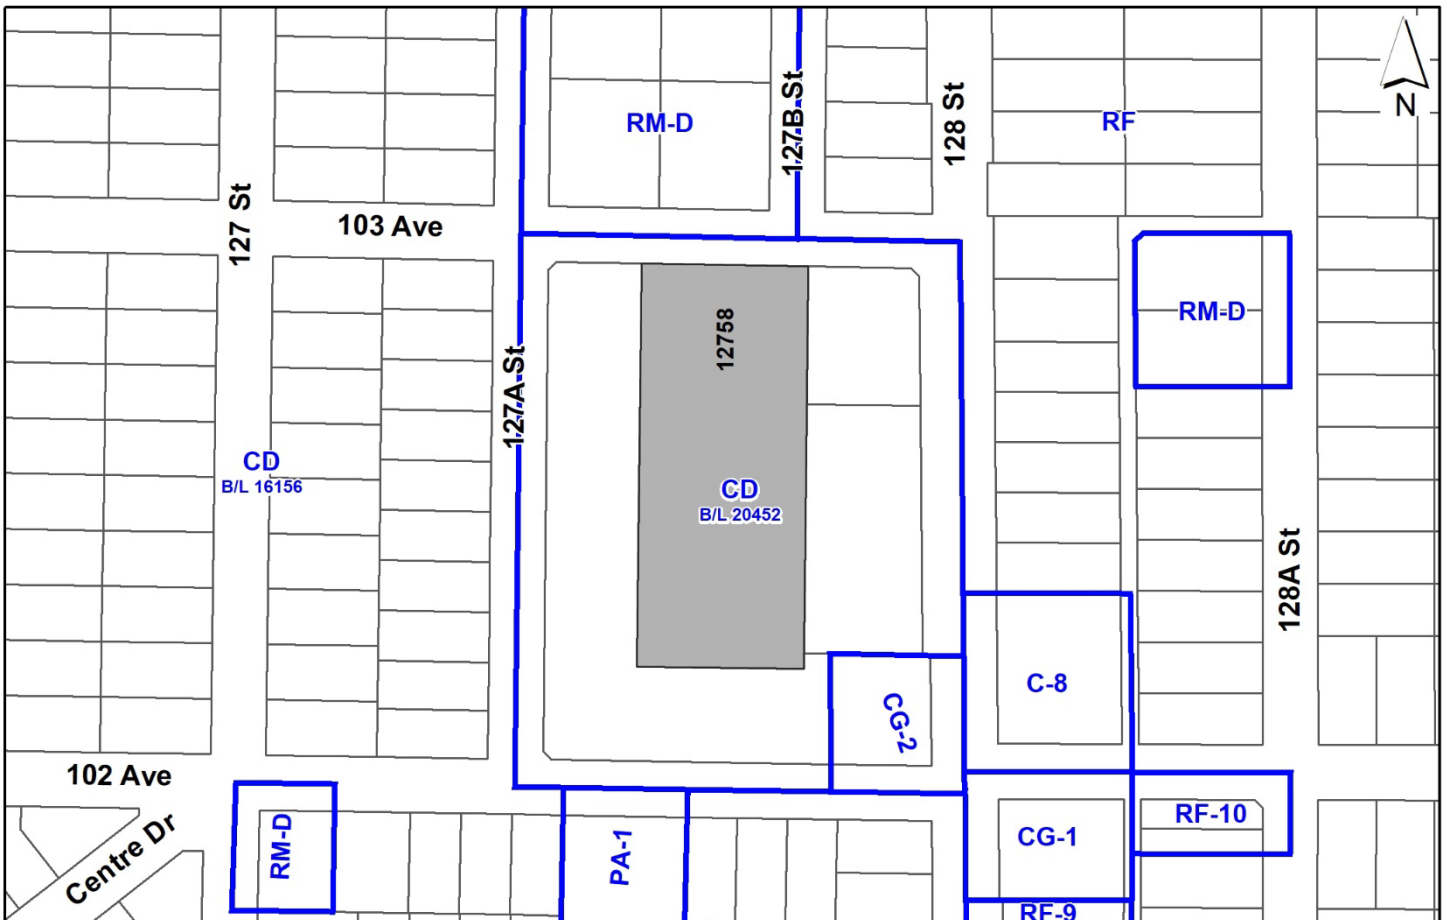 127B St
128 St
RM-D
RF
N
127 St
103 Ave
RM-D
12758
127A St
CD
B/L 16156
CD
B/L 20452
128A St
C-8
CG-2
102 Ave
RF-10
Centre Dr
RM-D
PA-1
CG-1
RF-9